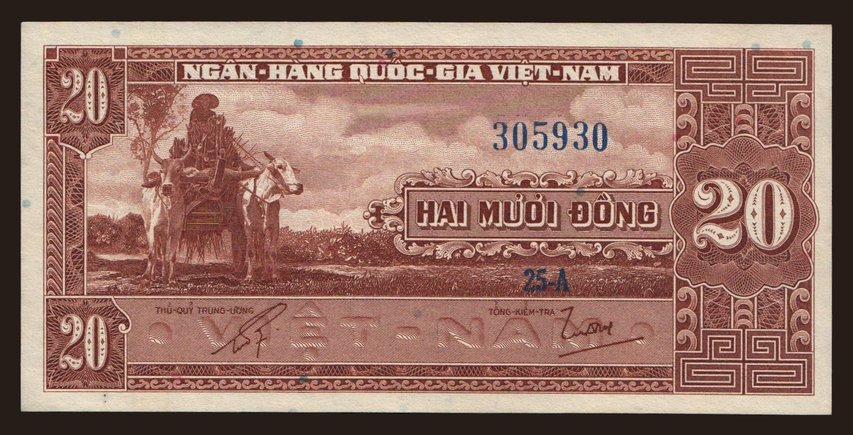 20
NGÂN-HÀNG QUỐC-GIA VIỆT-NAM
305930
HAI MƯƠI ĐỒNG
20
25-A
THỦ-QUỸ TRUNG-ƯƠNG
TỔNG-KIỂM-TRA
20
VIỆT-NAM